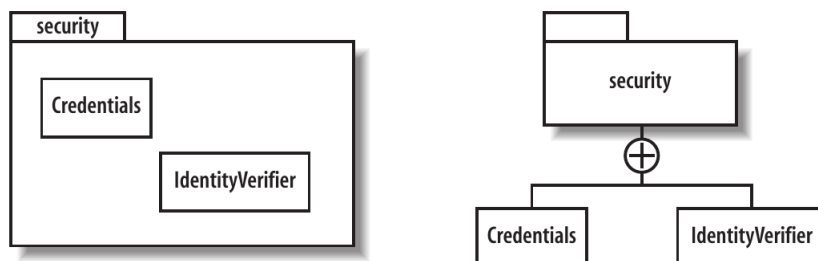 security
Credentials
IdentityVerifier
security
Credentials
IdentityVerifier